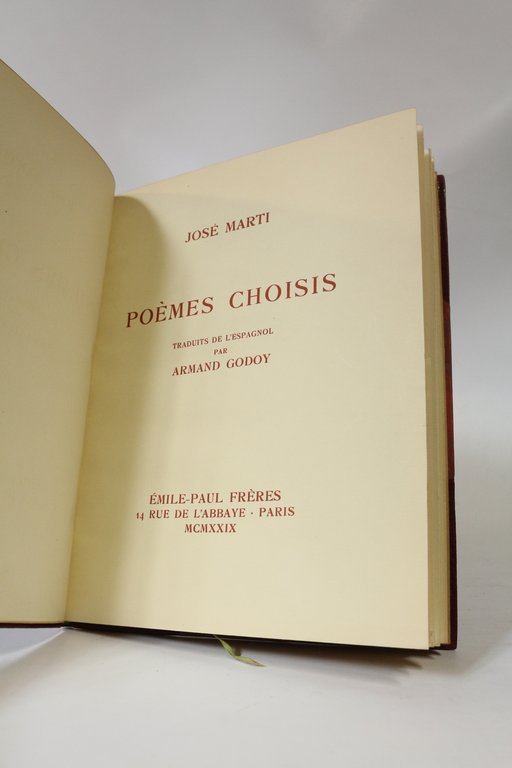 JOSÉ MARTI
POÈMES CHOISIS
TRADUITS DE L'ESPAGNOL
PAR
ARMAND GODOY
ÉMILE-PAUL FRÈRES
14 RUE DE L'ABBAYE · PARIS
MCMXXIX